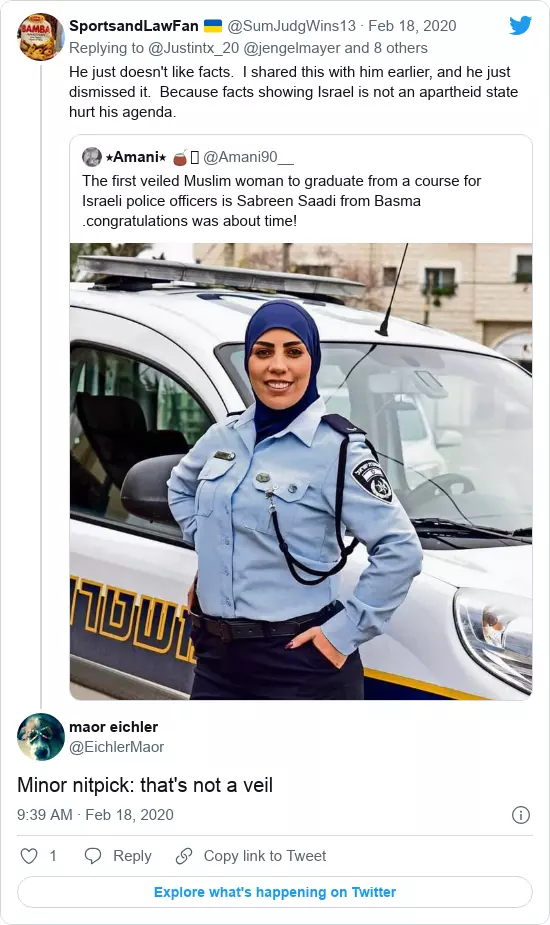 BAMBA
SportsandLawFan 🇺🇦 @SumJudgWins13 · Feb 18, 2020
Replying to @Justintx_20 @jengelmayer and 8 others
He just doesn't like facts.  I shared this with him earlier, and he just
dismissed it.  Because facts showing Israel is not an apartheid state
hurt his agenda.
⭑Amani⭑ 🧉 @Amani90__
The first veiled Muslim woman to graduate from a course for
Israeli police officers is Sabreen Saadi from Basma
.congratulations was about time!
משטר
maor eichler
@EichlerMaor
Minor nitpick: that's not a veil
9:39 AM · Feb 18, 2020
1 Reply Copy link to Tweet
Explore what's happening on Twitter